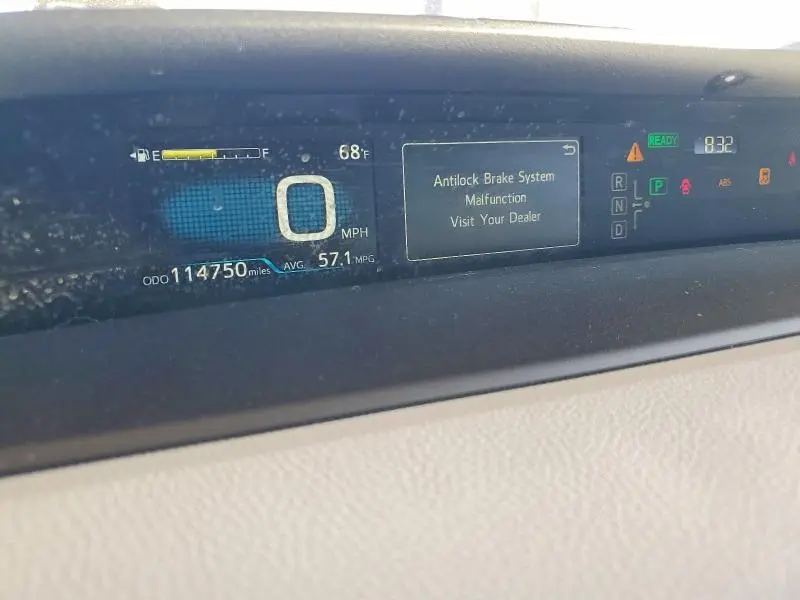 E F 68°F
0 MPH
ODO 114750 miles AVG. 57.1 MPG
Antilock Brake System
Malfunction
Visit Your Dealer
READY 8:32
R
N
D
P ABS